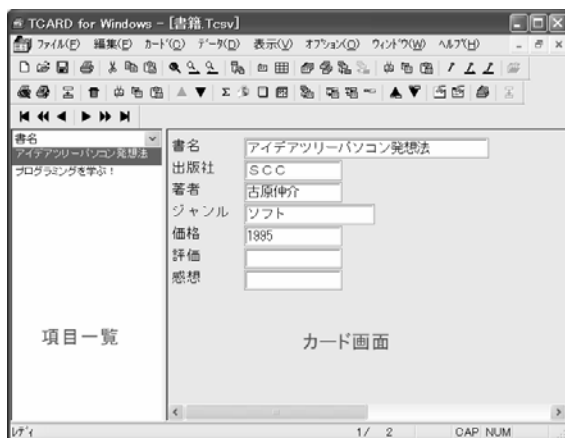 TCARD for Windows - [書籍.Tcsv]
ファイル(F) 編集(E) カード(C) データ(D) 表示(V) オプション(O) ウィンドウ(W) ヘルプ(H)
書名
アイデアツリーパソコン発想法
プログラミングを学ぶ!
書名 アイデアツリーパソコン発想法
出版社 SCC
著者 古原伸介
ジャンル ソフト
価格 1995
評価
感想
項目一覧
カード画面
レディ 1/ 2 CAP NUM